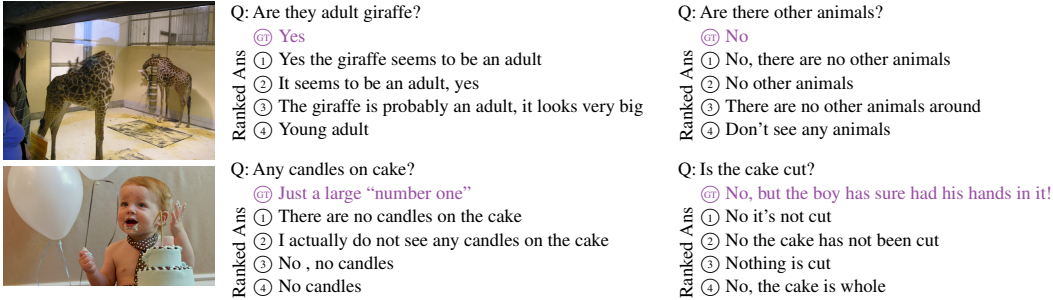 Q: Are they adult giraffe?
GT Yes
Ranked Ans
1 Yes the giraffe seems to be an adult
2 It seems to be an adult, yes
3 The giraffe is probably an adult, it looks very big
4 Young adult
Q: Are there other animals?
GT No
Ranked Ans
1 No, there are no other animals
2 No other animals
3 There are no other animals around
4 Don't see any animals
Q: Any candles on cake?
GT Just a large “number one”
Ranked Ans
1 There are no candles on the cake
2 I actually do not see any candles on the cake
3 No , no candles
4 No candles
Q: Is the cake cut?
GT No, but the boy has sure had his hands in it!
Ranked Ans
1 No it's not cut
2 No the cake has not been cut
3 Nothing is cut
4 No, the cake is whole